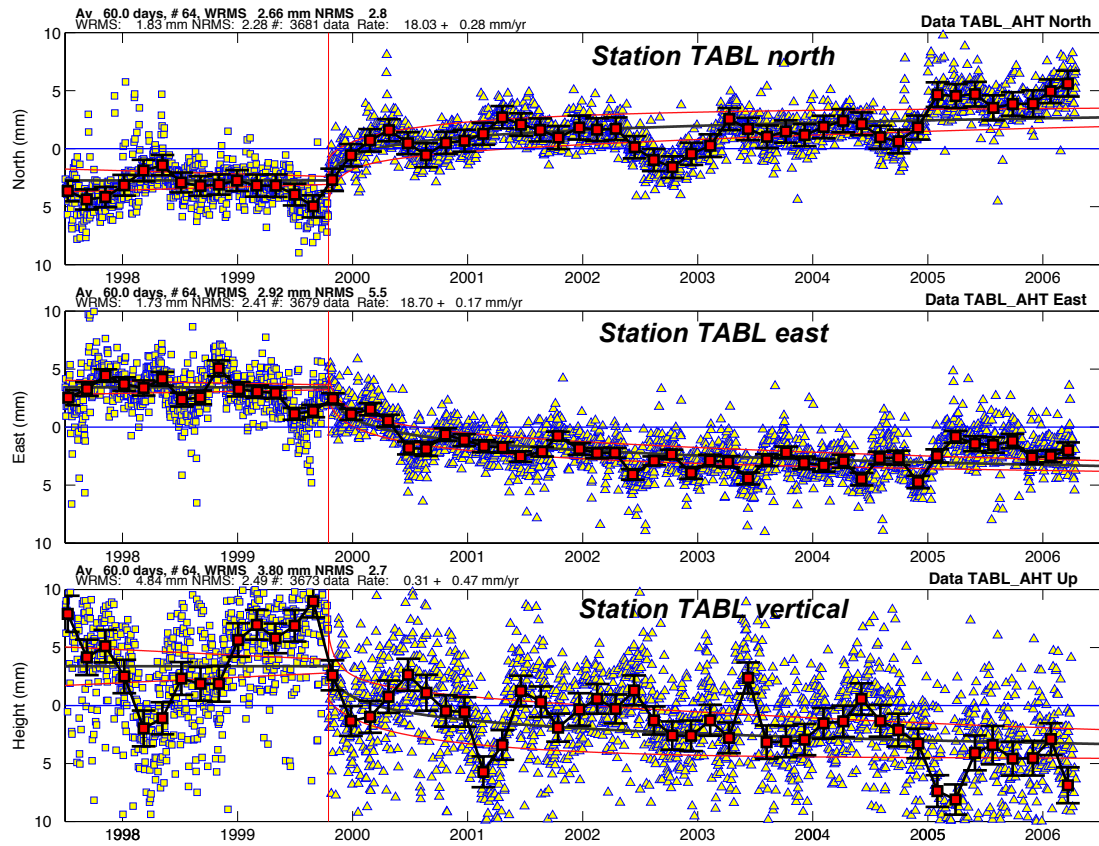 Av 60.0 days, # 64, WRMS 2.66 mm NRMS 2.8
WRMS: 1.83 mm NRMS: 2.28 #: 3681 data Rate: 18.03 + 0.28 mm/yr
Data TABL_AHT North
Station TABL north
North (mm)
10
5
0
5
10
1998 1999 2000 2001 2002 2003 2004 2005 2006
Av 60.0 days, # 64, WRMS 2.92 mm NRMS 5.5
WRMS: 1.73 mm NRMS: 2.41 #: 3679 data Rate: 18.70 + 0.17 mm/yr
Data TABL_AHT East
Station TABL east
East (mm)
10
5
0
5
10
1998 1999 2000 2001 2002 2003 2004 2005 2006
Av 60.0 days, # 64, WRMS 3.80 mm NRMS 2.7
WRMS: 4.84 mm NRMS: 2.49 #: 3673 data Rate: 0.31 + 0.47 mm/yr
Data TABL_AHT Up
Station TABL vertical
Height (mm)
10
5
0
5
10
1998 1999 2000 2001 2002 2003 2004 2005 2006